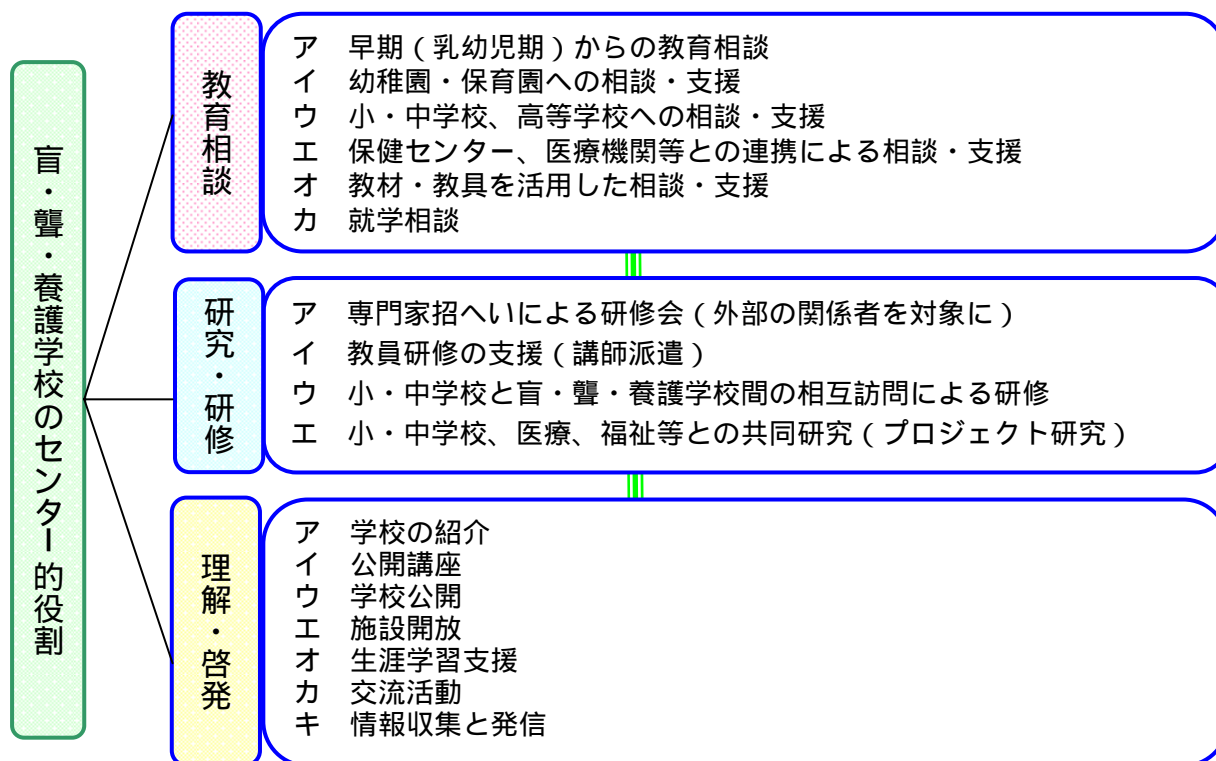 盲・聾・養護学校のセンター的役割
教育相談
ア 早期(乳幼児期)からの教育相談
イ 幼稚園・保育園への相談・支援
ウ 小・中学校、高等学校への相談・支援
エ 保健センター、医療機関等との連携による相談・支援
オ 教材・教具を活用した相談・支援
カ 就学相談
研究・研修
ア 専門家招へいによる研修会(外部の関係者を対象に)
イ 教員研修の支援(講師派遣)
ウ 小・中学校と盲・聾・養護学校間の相互訪問による研修
エ 小・中学校、医療、福祉等との共同研究(プロジェクト研究)
理解・啓発
ア 学校の紹介
イ 公開講座
ウ 学校公開
エ 施設開放
オ 生涯学習支援
カ 交流活動
キ 情報収集と発信